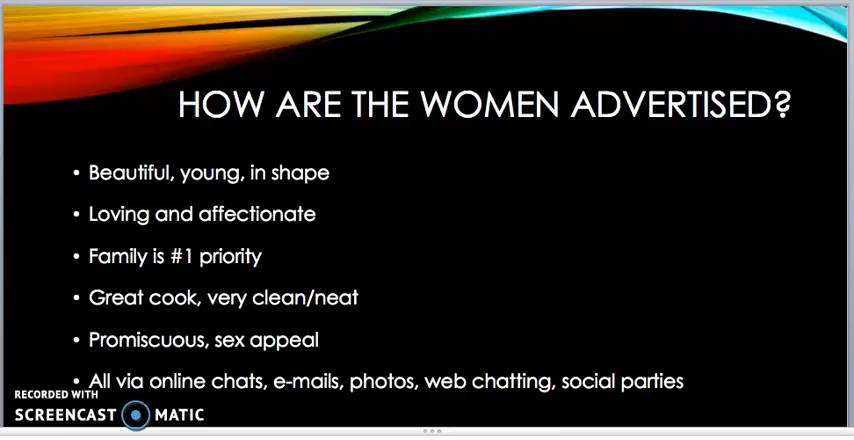 HOW ARE THE WOMEN ADVERTISED?
• Beautiful, young, in shape
• Loving and affectionate
• Family is #1 priority
• Great cook, very clean/neat
• Promiscuous, sex appeal
• All via online chats, e-mails, photos, web chatting, social parties
RECORDED WITH
SCREENCAST MATIC